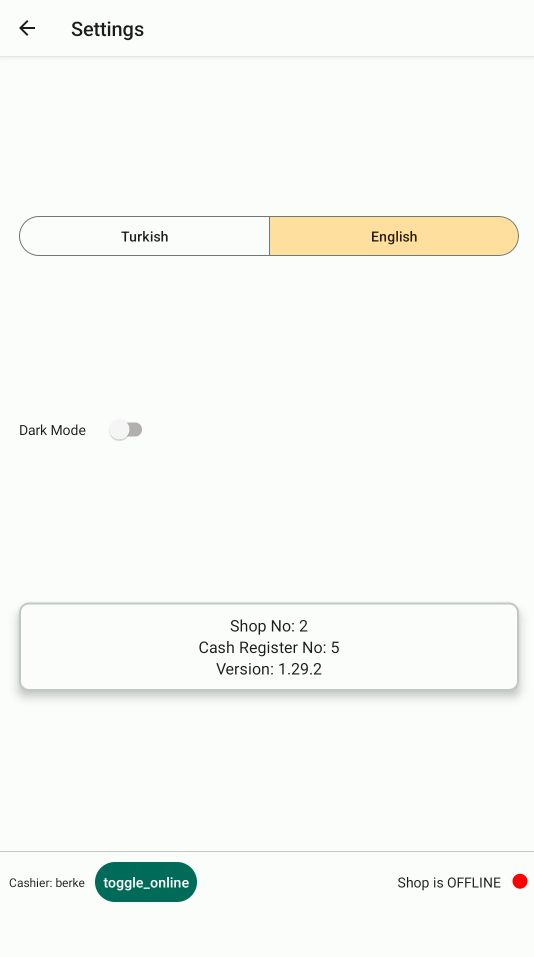 Settings
Turkish
English
Dark Mode
Shop No: 2
Cash Register No: 5
Version: 1.29.2
Cashier: berke
toggle_online
Shop is OFFLINE